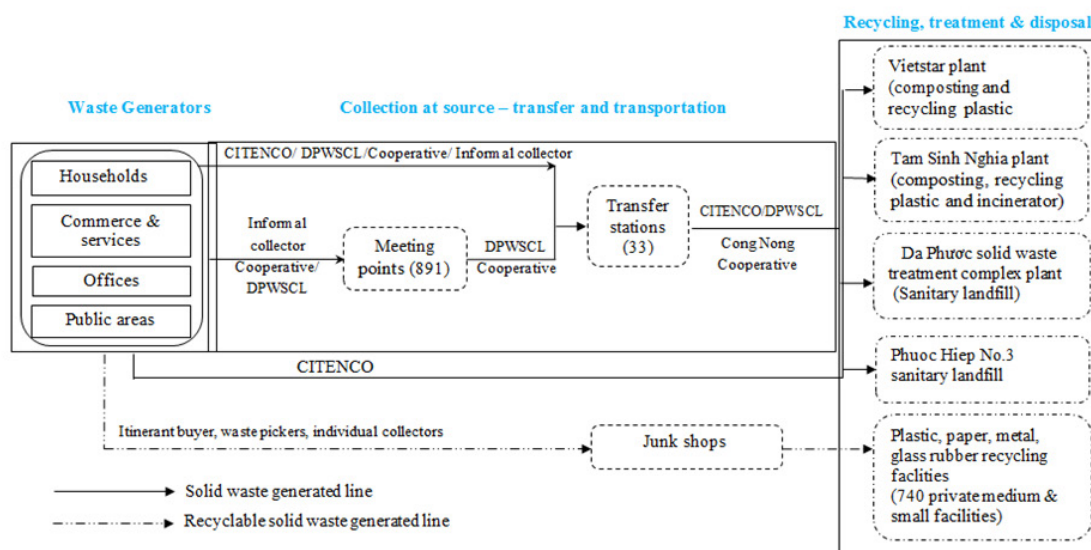 Recycling, treatment & disposal
Waste Generators
Collection at source – transfer and transportation
Households
Commerce &
services
Offices
Public areas
CITENCO/ DPWSCL/Cooperative/ Informal collector
Informal
collector
Cooperative/
DPWSCL
Meeting
points (891)
DPWSCL
Cooperative
Transfer
stations
(33)
CITENCO/DPWSCL
Cong Nong
Cooperative
CITENCO
Itinerant buyer, waste pickers, individual collectors
Junk shops
Vietstar plant
(composting and
recycling plastic
Tam Sinh Nghia plant
(composting, recycling
plastic and incinerator)
Da Phước solid waste
treatment complex plant
(Sanitary landfill)
Phuoc Hiep No.3
sanitary landfill
Plastic, paper, metal,
glass rubber recycling
faclities
(740 private medium &
small facilities)
Solid waste generated line
Recyclable solid waste generated line